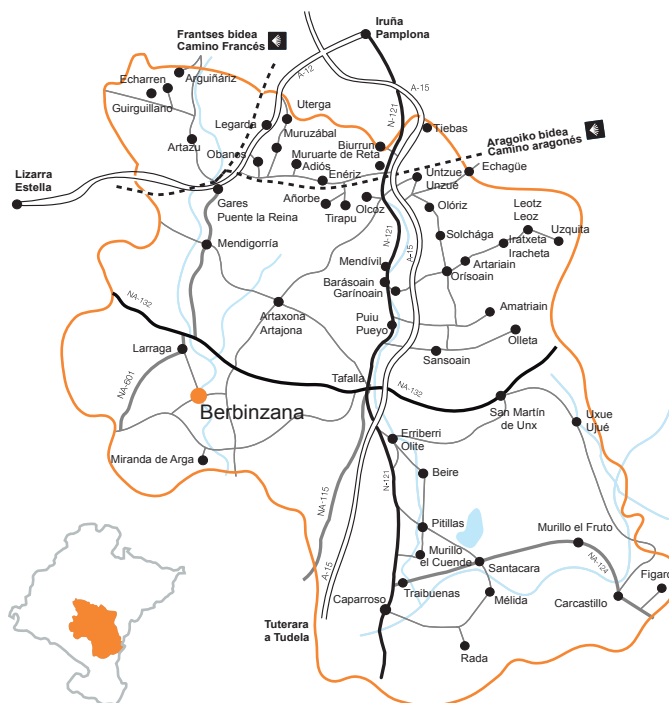 Frantses bidea
Camino Francés
Iruña
Pamplona
A-12
A-15
N-121
Echarren
Arguiñáriz
Guirguillano
Uterga
Legarda
Muruzábal
Tiebas
Artazu
Obanos
Biurrun
Muruarte de Reta
Adiós
Enériz
Aragoiko bidea
Camino aragonés
Echagüe
Untzue
Unzué
Lizarra
Estella
Gares
Puente la Reina
Añorbe
Tirapu
Olcoz
Olóriz
Leotz
Leoz
Uzquita
Solchága
Iratxeta
Iracheta
Artariain
Orísoain
Mendigorría
N-121
A-15
Mendívil
Barásoain
Garínoain
NA-132
Artaxona
Artajona
Amatriain
Puiu
Pueyo
Olleta
Larraga
Sansoain
NA-601
Tafalla
NA-132
Berbinzana
San Martín
de Unx
Uxue
Ujué
Erriberri
Olite
Miranda de Arga
Beire
N-121
NA-115
Pitillas
Murillo el Fruto
Murillo
el Cuende
Santacara
NA-124
A-15
Figarol
Traibuenas
Caparroso
Mélida
Carcastillo
Tuterara
a Tudela
Rada